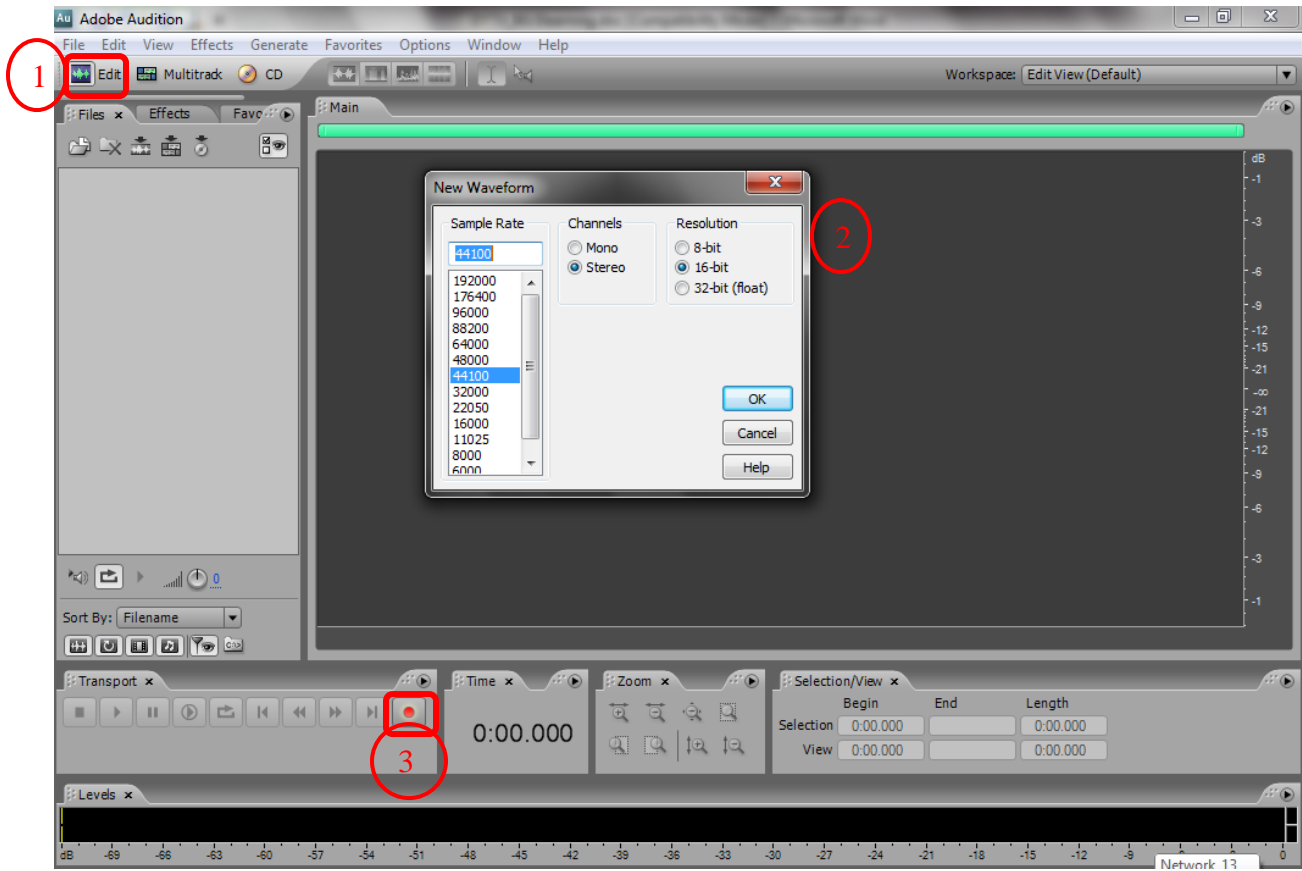 Au Adobe Audition
File Edit View Effects Generate Favorites Options Window Help
1
Edit Multitrack CD
Workspace: Edit View (Default)
Files × Effects Favo
Main
dB
-1
-3
-6
-9
-12
-15
-21
-∞
-21
-15
-12
-9
-6
-3
-1
New Waveform
2
Sample Rate Channels Resolution
44100
Mono
Stereo
8-bit
16-bit
32-bit (float)
192000
176400
96000
88200
64000
48000
44100
32000
22050
16000
11025
8000
6000
OK
Cancel
Help
0
Sort By: Filename
Transport × Time × Zoom × Selection/View ×
3
0:00.000
Begin End Length
Selection 0:00.000 0:00.000
View 0:00.000 0:00.000
Levels ×
dB -69 -66 -63 -60 -57 -54 -51 -48 -45 -42 -39 -36 -33 -30 -27 -24 -21 -18 -15 -12 -9 0
Network 13